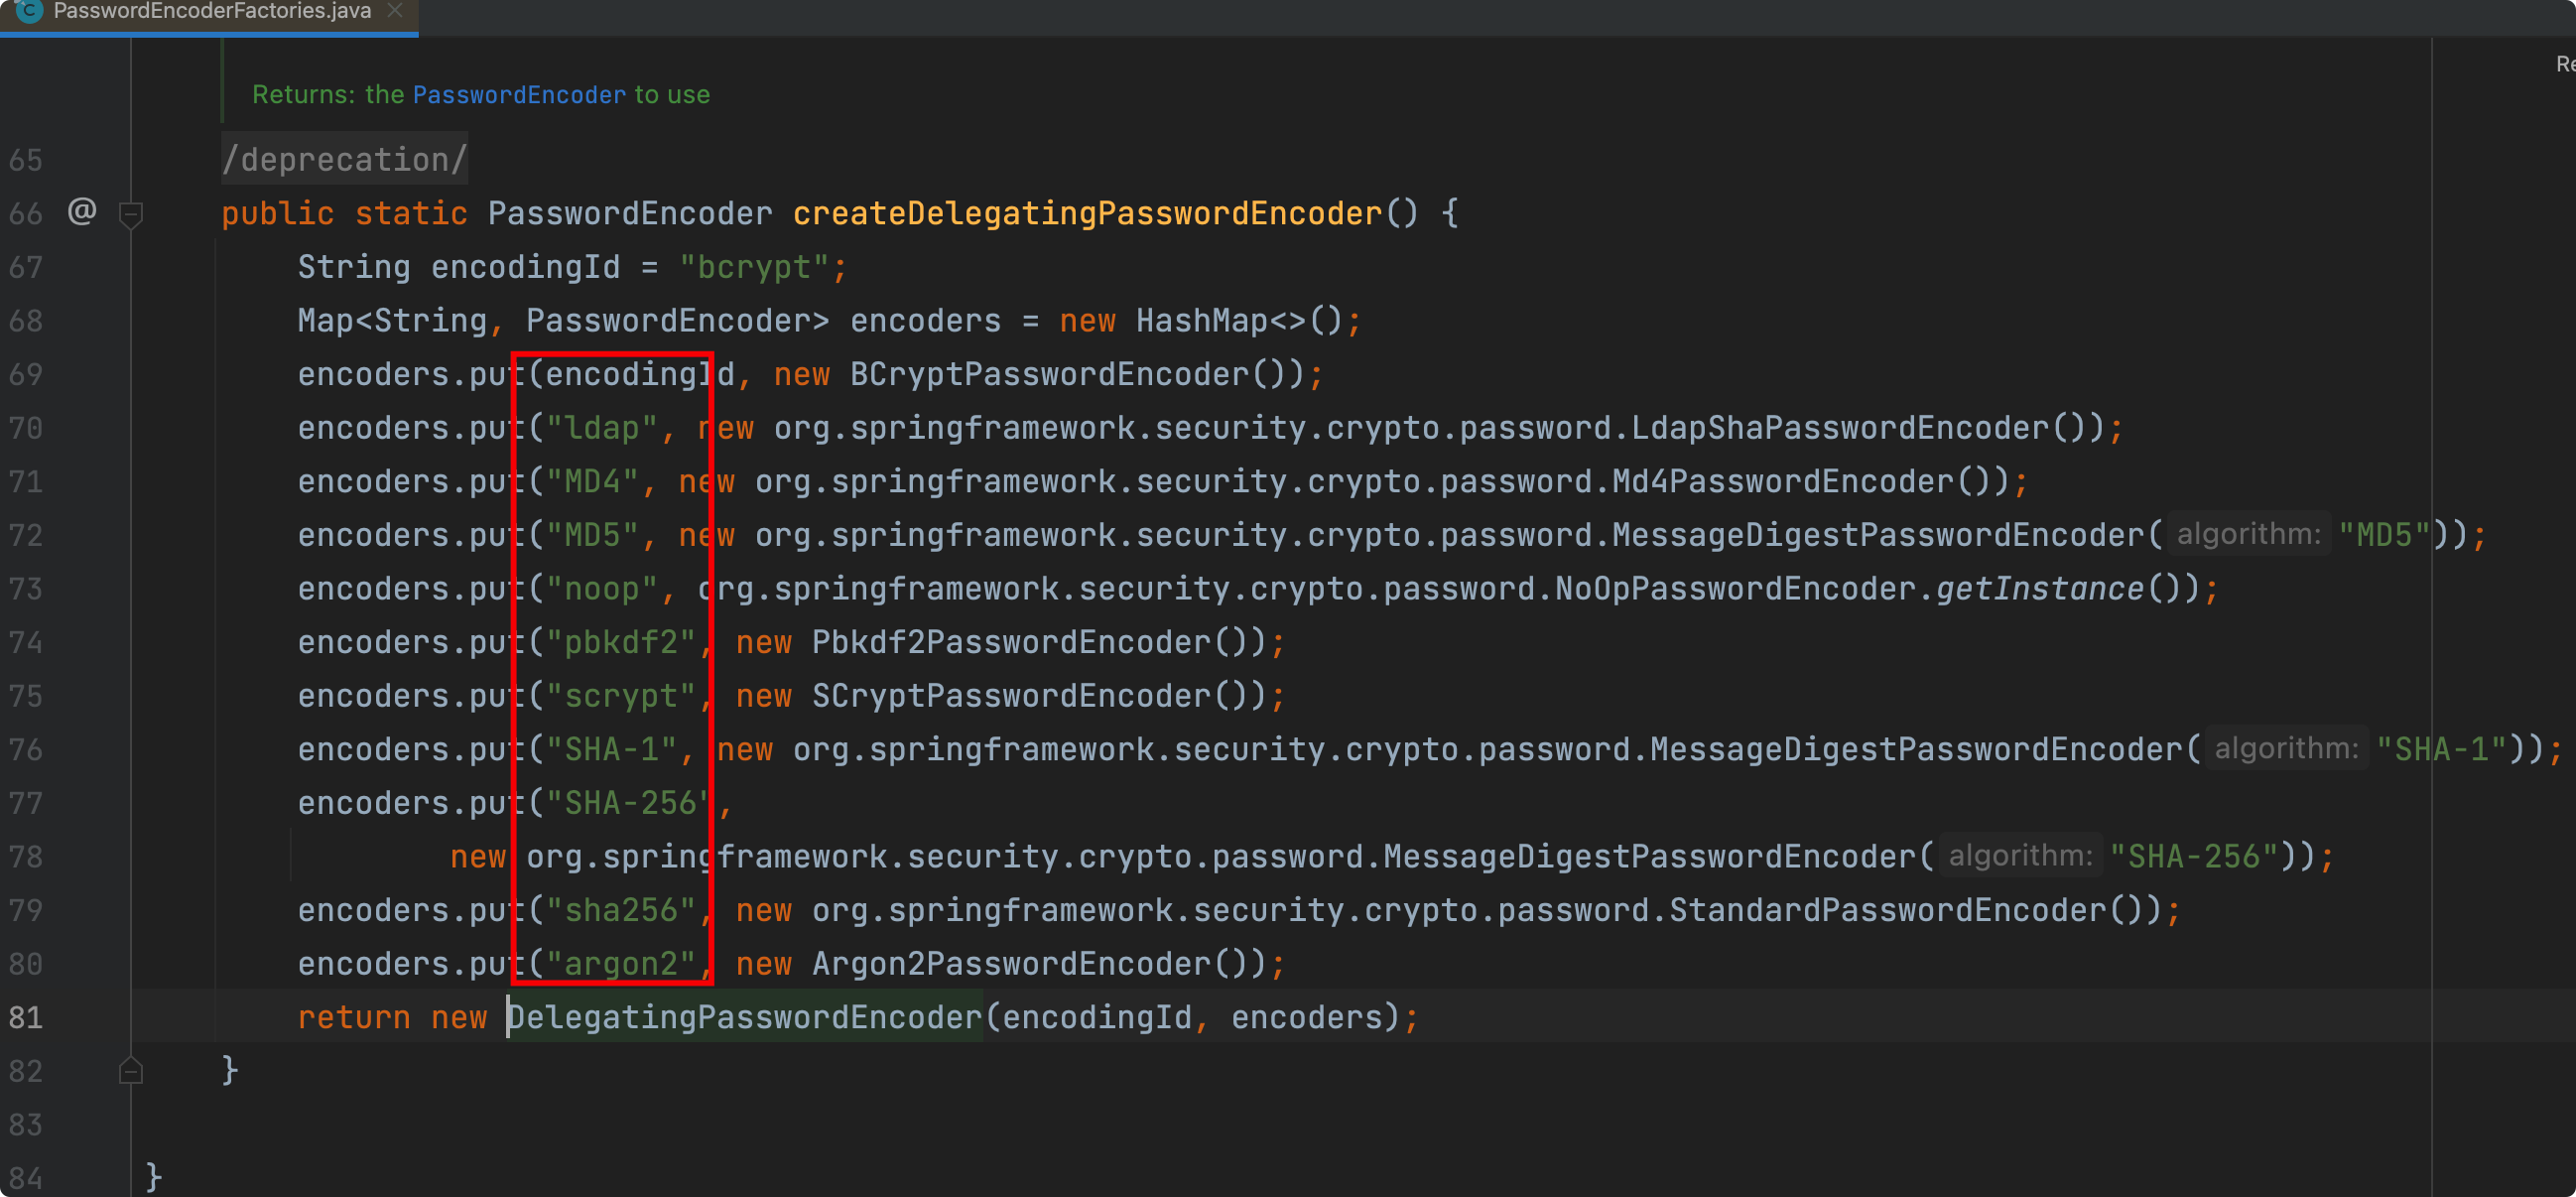 PasswordEncoderFactories.java
Returns: the PasswordEncoder to use
65 /deprecation/
66 @ public static PasswordEncoder createDelegatingPasswordEncoder() {
67 String encodingId = "bcrypt";
68 Map<String, PasswordEncoder> encoders = new HashMap<>();
69 encoders.put(encodingId, new BCryptPasswordEncoder());
70 encoders.put("ldap", new org.springframework.security.crypto.password.LdapShaPasswordEncoder());
71 encoders.put("MD4", new org.springframework.security.crypto.password.Md4PasswordEncoder());
72 encoders.put("MD5", new org.springframework.security.crypto.password.MessageDigestPasswordEncoder( algorithm: "MD5"));
73 encoders.put("noop", org.springframework.security.crypto.password.NoOpPasswordEncoder.getInstance());
74 encoders.put("pbkdf2", new Pbkdf2PasswordEncoder());
75 encoders.put("scrypt", new SCryptPasswordEncoder());
76 encoders.put("SHA-1", new org.springframework.security.crypto.password.MessageDigestPasswordEncoder( algorithm: "SHA-1"));
77 encoders.put("SHA-256",
78 new org.springframework.security.crypto.password.MessageDigestPasswordEncoder( algorithm: "SHA-256"));
79 encoders.put("sha256", new org.springframework.security.crypto.password.StandardPasswordEncoder());
80 encoders.put("argon2", new Argon2PasswordEncoder());
81 return new DelegatingPasswordEncoder(encodingId, encoders);
82 }
83
84 }